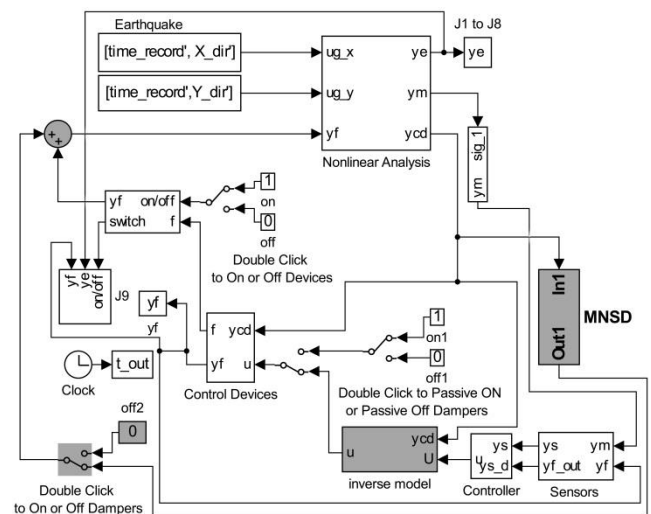 Earthquake
J1 to J8
[time_record', X_dir']
ug_x
ye
ye
[time_record',Y_dir']
ug_y
ym
yf
ycd
Nonlinear Analysis
sig_1
ym
+
+
yf
on/off
switch
f
1
on
0
off
Double Click
to On or Off Devices
yf
ye
on/off
J9
yf
yf
f
ycd
yf
u
Control Devices
1
on1
0
off1
Double Click to Passive ON
or Passive Off Dampers
In1
Out1
MNSD
Clock
t_out
off2
0
Double Click
to On or Off Dampers
ycd
u
U
inverse model
ys
u
ys_d
Controller
ys
ym
yf_out
yf
Sensors